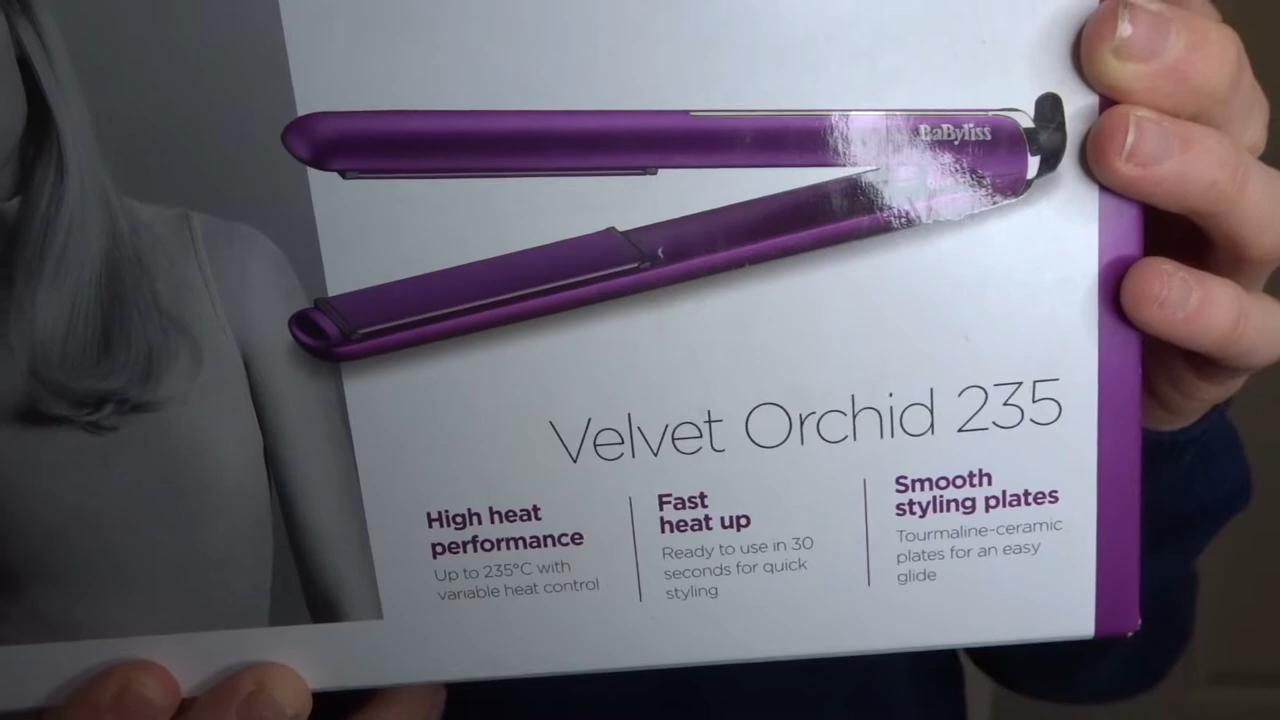 BaByliss
Velvet Orchid 235
High heat
performance
Up to 235°C with
variable heat control
Fast
heat up
Ready to use in 30
seconds for quick
styling
Smooth
styling plates
Tourmaline-ceramic
plates for an easy
glide